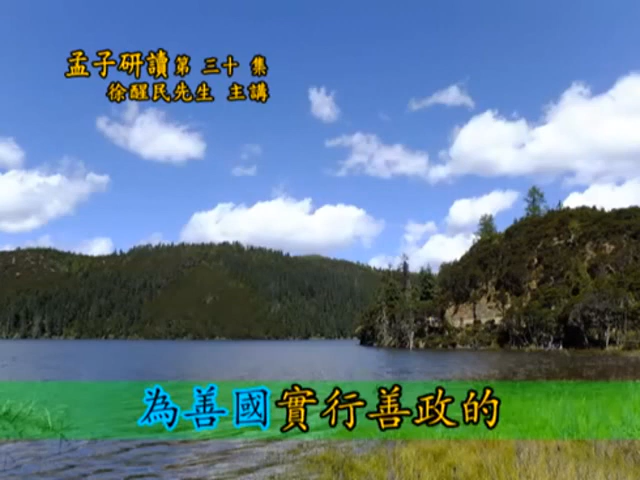 孟子研讀第 三十 集
徐醒民先生 主講
為善國實行善政的